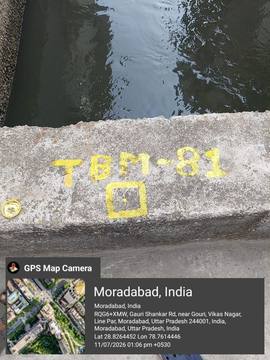 TBM-81
GPS Map Camera
Moradabad, India
Moradabad, India
RQG6+XMW, Gauri Shankar Rd, near Gouri, Vikas Nagar,
Line Par, Moradabad, Uttar Pradesh 244001, India,
Moradabad, Uttar Pradesh, India
Lat 28.8264452 Lon 78.7614446
11/07/2026 01:06 pm +0530